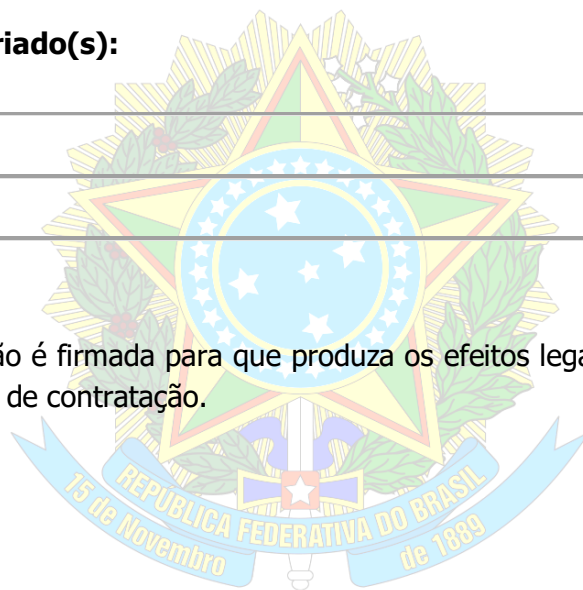 riado(s):
ão é firmada para que produza os efeitos lega
de contratação.
REPÚBLICA FEDERATIVA DO BRASIL
15 de Novembro
de 1889